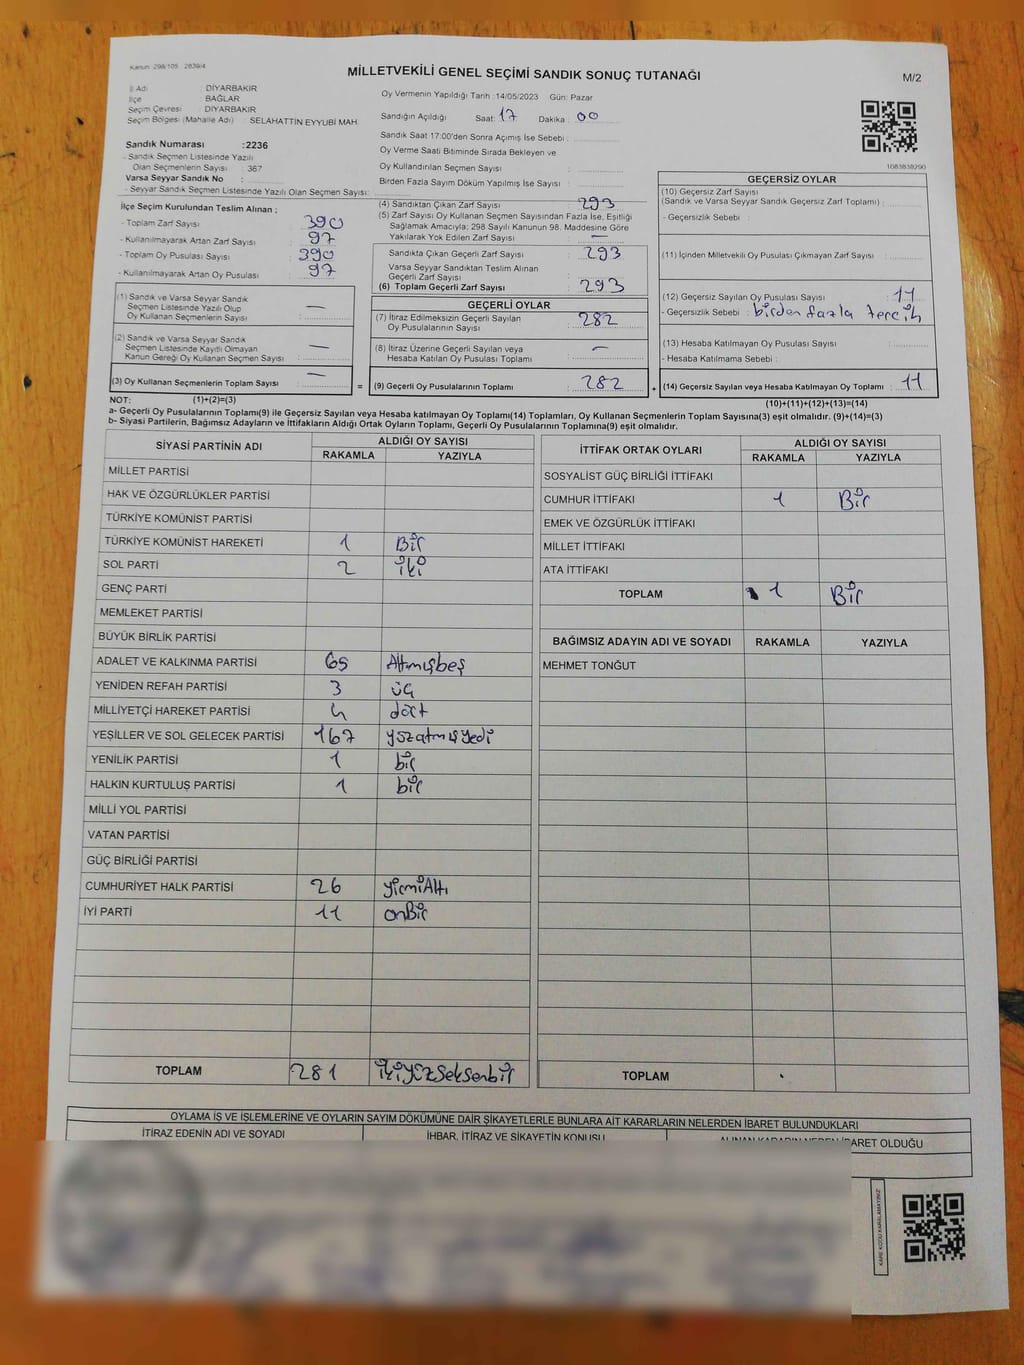 Kanun: 298/105 2839/4
MİLLETVEKİLİ GENEL SEÇİMİ SANDIK SONUÇ TUTANAĞI
M/2
İl Adı : DİYARBAKIR
İlçe : BAĞLAR
Seçim Çevresi : DİYARBAKIR
Seçim Bölgesi (Mahalle Adı) : SELAHATTİN EYYUBİ MAH.
Oy Vermenin Yapıldığı Tarih :14/05/2023 Gün: Pazar
Sandığın Açıldığı Saat: 17 Dakika : 00
Sandık Saat 17:00'den Sonra Açımış İse Sebebi :
Oy Verme Saati Bitiminde Sırada Bekleyen ve
Oy Kullandırılan Seçmen Sayısı :
Birden Fazla Sayım Dökümü Yapılmış İse Sayısı :
1083838290
Sandık Numarası :2236
- Sandık Seçmen Listesinde Yazılı
Olan Seçmenlerin Sayısı : 367
Varsa Seyyar Sandık No :
- Seyyar Sandık Seçmen Listesinde Yazılı Olan Seçmen Sayısı:
İlçe Seçim Kurulundan Teslim Alınan ;
- Toplam Zarf Sayısı : 390
- Kullanılmayarak Artan Zarf Sayısı : 97
- Toplam Oy Pusulası Sayısı : 390
- Kullanılmayarak Artan Oy Pusulası : 97
(1) Sandık ve Varsa Seyyar Sandık
Seçmen Listesinde Yazılı Olup
Oy Kullanan Seçmenlerin Sayısı : —
(2) Sandık ve Varsa Seyyar Sandık
Seçmen Listesinde Kayıtlı Olmayan
Kanun Gereği Oy Kullanan Seçmen Sayısı : —
(3) Oy Kullanan Seçmenlerin Toplam Sayısı : —
(4) Sandıktan Çıkan Zarf Sayısı : 293
(5) Zarf Sayısı Oy Kullanan Seçmen Sayısından Fazla İse, Eşitliği
Sağlamak Amacıyla; 298 Sayılı Kanunun 98. Maddesine Göre
Yakılarak Yok Edilen Zarf Sayısı : —
Sandıkta Çıkan Geçerli Zarf Sayısı : 293
Varsa Seyyar Sandıktan Teslim Alınan
Geçerli Zarf Sayısı :
(6) Toplam Geçerli Zarf Sayısı : 293
GEÇERLİ OYLAR
(7) İtiraz Edilmeksizin Geçerli Sayılan
Oy Pusulalarının Sayısı : 282
(8) İtiraz Üzerine Geçerli Sayılan veya
Hesaba Katılan Oy Pusulası Toplamı : —
= (9) Geçerli Oy Pusulalarının Toplamı : 282 +
GEÇERSİZ OYLAR
(10) Geçersiz Zarf Sayısı
(Sandık ve Varsa Seyyar Sandık Geçersiz Zarf Toplamı) :
- Geçersizlik Sebebi :
(11) İçinden Milletvekili Oy Pusulası Çıkmayan Zarf Sayısı :
(12) Geçersiz Sayılan Oy Pusulası Sayısı : 11
- Geçersizlik Sebebi : birden fazla tercih
(13) Hesaba Katılmayan Oy Pusulası Sayısı :
- Hesaba Katılmama Sebebi :
(14) Geçersiz Sayılan veya Hesaba Katılmayan Oy Toplamı : 11
NOT: (1)+(2)=(3)
(10)+(11)+(12)+(13)=(14)
a- Geçerli Oy Pusulalarının Toplamı(9) ile Geçersiz Sayılan veya Hesaba katılmayan Oy Toplamı(14) Toplamları, Oy Kullanan Seçmenlerin Toplam Sayısına(3) eşit olmalıdır. (9)+(14)=(3)
b- Siyasi Partilerin, Bağımsız Adayların ve İttifakların Aldığı Ortak Oyların Toplamı, Geçerli Oy Pusulalarının Toplamına(9) eşit olmalıdır.
SİYASİ PARTİNİN ADI
ALDIĞI OY SAYISI
RAKAMLA YAZIYLA
MİLLET PARTİSİ
HAK VE ÖZGÜRLÜKLER PARTİSİ
TÜRKİYE KOMÜNİST PARTİSİ
TÜRKİYE KOMÜNİST HAREKETİ 1 Bir
SOL PARTİ 2 iki
GENÇ PARTİ
MEMLEKET PARTİSİ
BÜYÜK BİRLİK PARTİSİ
ADALET VE KALKINMA PARTİSİ 65 Altmışbeş
YENİDEN REFAH PARTİSİ 3 üç
MİLLİYETÇİ HAREKET PARTİSİ 4 dört
YEŞİLLER VE SOL GELECEK PARTİSİ 167 yüzatmışyedi
YENİLİK PARTİSİ 1 bir
HALKIN KURTULUŞ PARTİSİ 1 bir
MİLLİ YOL PARTİSİ
VATAN PARTİSİ
GÜÇ BİRLİĞİ PARTİSİ
CUMHURİYET HALK PARTİSİ 26 yirmiAltı
İYİ PARTİ 11 onBir
TOPLAM 281 ikiyüzseksenbir
İTTİFAK ORTAK OYLARI
ALDIĞI OY SAYISI
RAKAMLA YAZIYLA
SOSYALİST GÜÇ BİRLİĞİ İTTİFAKI
CUMHUR İTTİFAKI 1 Bir
EMEK VE ÖZGÜRLÜK İTTİFAKI
MİLLET İTTİFAKI
ATA İTTİFAKI
TOPLAM 1 Bir
BAĞIMSIZ ADAYIN ADI VE SOYADI RAKAMLA YAZIYLA
MEHMET TONĞUT
TOPLAM
OYLAMA İŞ VE İŞLEMLERİNE VE OYLARIN SAYIM DÖKÜMÜNE DAİR ŞİKAYETLERLE BUNLARA AİT KARARLARIN NELERDEN İBARET BULUNDUKLARI
İTİRAZ EDENİN ADI VE SOYADI
İHBAR, İTİRAZ VE ŞİKAYETİN KONUSU
ALINAN KARARIN NEDEN İBARET OLDUĞU
KARE KODU KARALAMAYINIZ